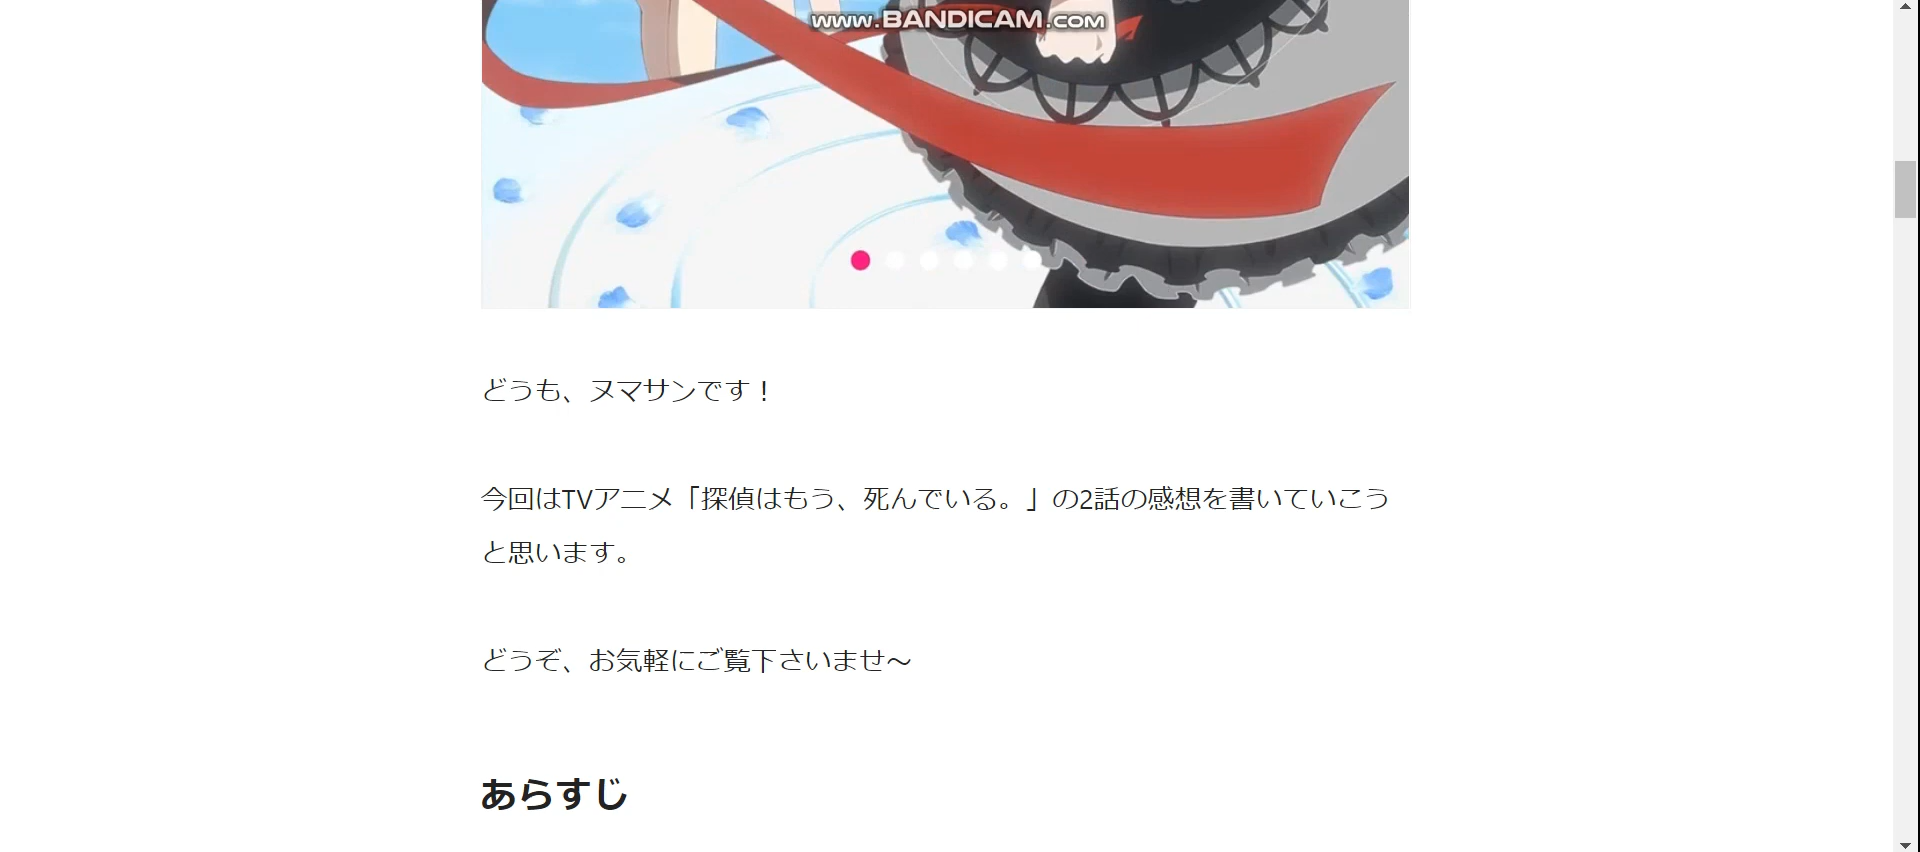 www.BANDICAM.com
どうも、ヌマサンです！
今回はTVアニメ「探偵はもう、死んでいる。」の2話の感想を書いていこう
と思います。
どうぞ、お気軽にご覧下さいませ～
あらすじ